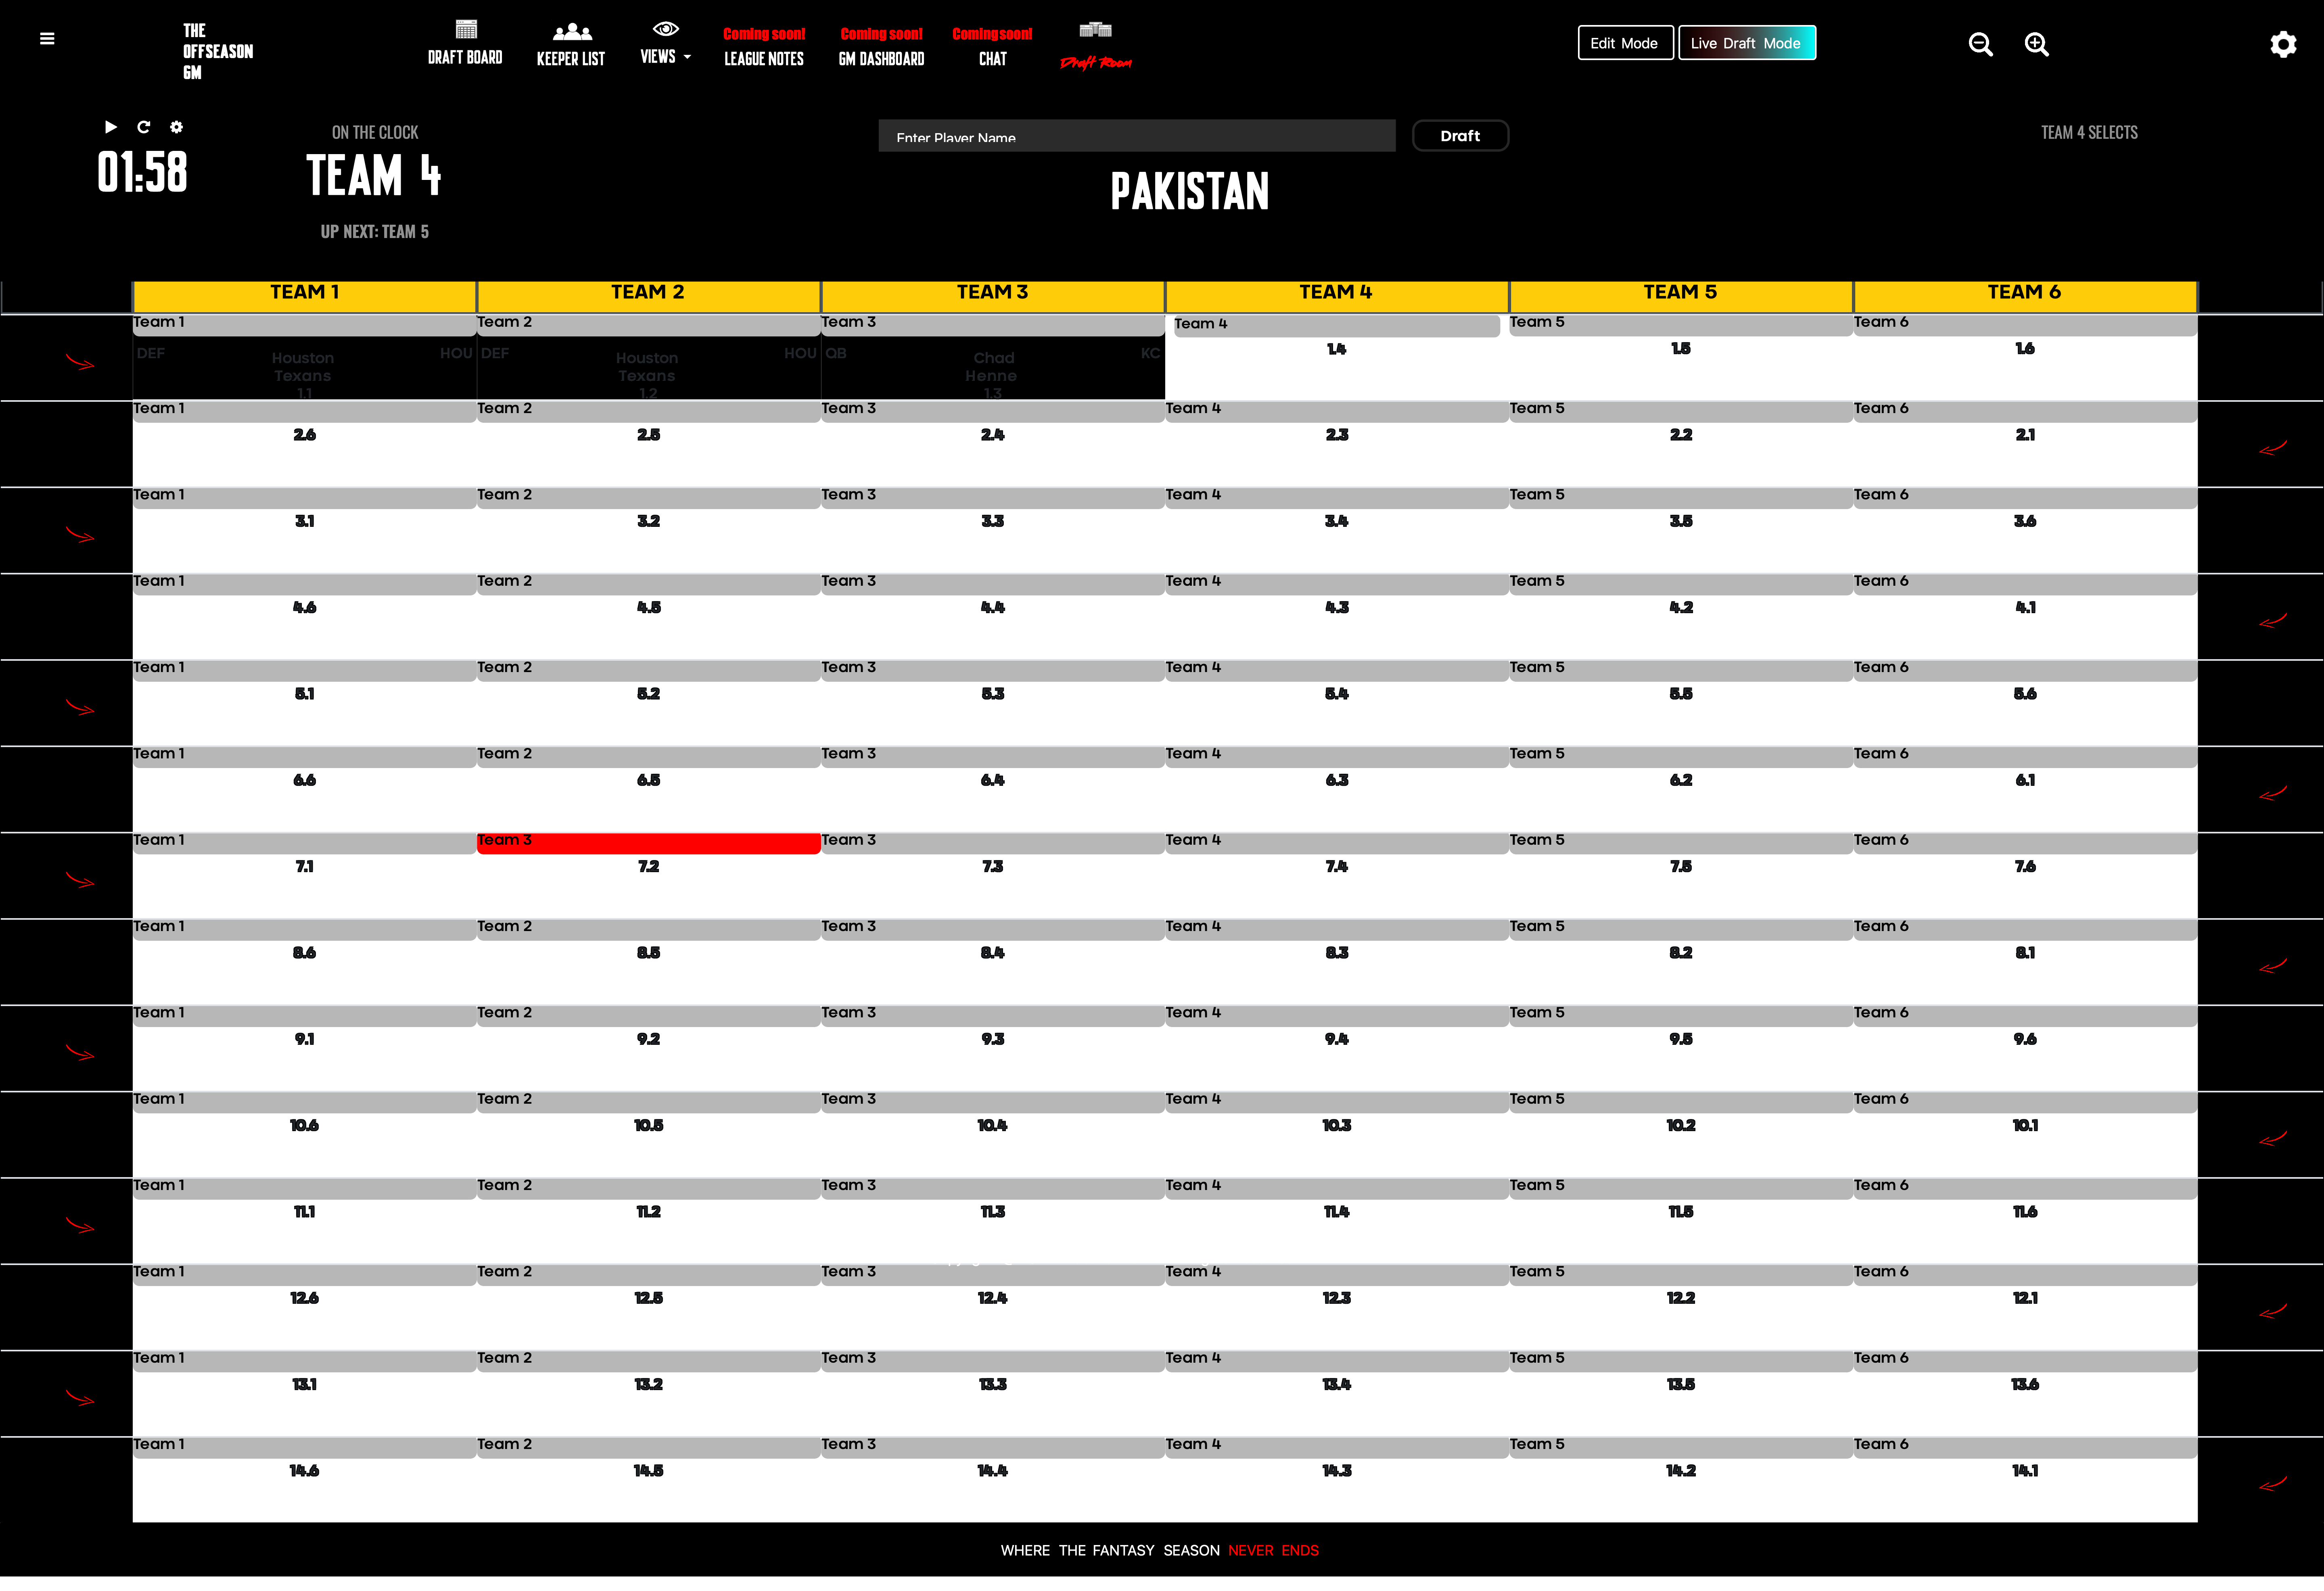 THE
OFFSEASON
GM
DRAFT BOARD
KEEPER LIST
VIEWS
Coming soon!
LEAGUE NOTES
Coming soon!
GM DASHBOARD
Coming soon!
CHAT
Draft Room
Edit Mode
Live Draft Mode
01:58
ON THE CLOCK
TEAM 4
UP NEXT: TEAM 5
Enter Player Name
Draft
PAKISTAN
TEAM 4 SELECTS
TEAM 1 TEAM 2 TEAM 3 TEAM 4 TEAM 5 TEAM 6
Team 1 Team 2 Team 3 Team 4 Team 5 Team 6
DEF Houston HOU DEF Houston HOU QB Chad KC 1.4 1.5 1.6
Texans Texans Henne
1.1 1.2 1.3
Team 1 Team 2 Team 3 Team 4 Team 5 Team 6
2.6 2.5 2.4 2.3 2.2 2.1
Team 1 Team 2 Team 3 Team 4 Team 5 Team 6
3.1 3.2 3.3 3.4 3.5 3.6
Team 1 Team 2 Team 3 Team 4 Team 5 Team 6
4.6 4.5 4.4 4.3 4.2 4.1
Team 1 Team 2 Team 3 Team 4 Team 5 Team 6
5.1 5.2 5.3 5.4 5.5 5.6
Team 1 Team 2 Team 3 Team 4 Team 5 Team 6
6.6 6.5 6.4 6.3 6.2 6.1
Team 1 Team 3 Team 3 Team 4 Team 5 Team 6
7.1 7.2 7.3 7.4 7.5 7.6
Team 1 Team 2 Team 3 Team 4 Team 5 Team 6
8.6 8.5 8.4 8.3 8.2 8.1
Team 1 Team 2 Team 3 Team 4 Team 5 Team 6
9.1 9.2 9.3 9.4 9.5 9.6
Team 1 Team 2 Team 3 Team 4 Team 5 Team 6
10.6 10.5 10.4 10.3 10.2 10.1
Team 1 Team 2 Team 3 Team 4 Team 5 Team 6
11.1 11.2 11.3 11.4 11.5 11.6
Team 1 Team 2 Team 3 Team 4 Team 5 Team 6
12.6 12.5 12.4 12.3 12.2 12.1
Team 1 Team 2 Team 3 Team 4 Team 5 Team 6
13.1 13.2 13.3 13.4 13.5 13.6
Team 1 Team 2 Team 3 Team 4 Team 5 Team 6
14.6 14.5 14.4 14.3 14.2 14.1
WHERE THE FANTASY SEASON NEVER ENDS